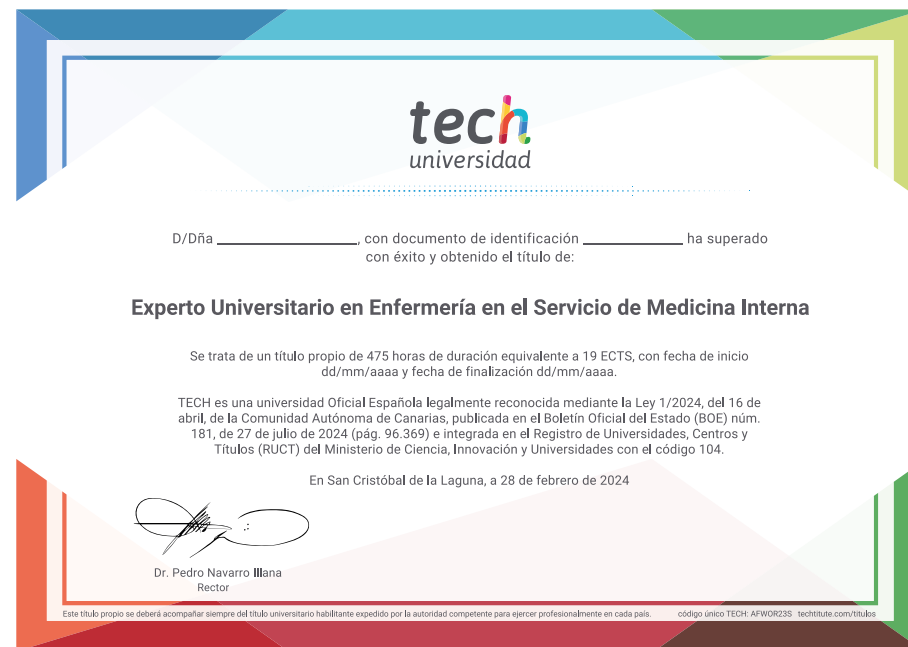 tech
universidad
D/Dña ______________, con documento de identificación __________ ha superado
con éxito y obtenido el título de:
Experto Universitario en Enfermería en el Servicio de Medicina Interna
Se trata de un título propio de 475 horas de duración equivalente a 19 ECTS, con fecha de inicio
dd/mm/aaaa y fecha de finalización dd/mm/aaaa.
TECH es una universidad Oficial Española legalmente reconocida mediante la Ley 1/2024, del 16 de
abril, de la Comunidad Autónoma de Canarias, publicada en el Boletín Oficial del Estado (BOE) núm.
181, de 27 de julio de 2024 (pág. 96.369) e integrada en el Registro de Universidades, Centros y
Títulos (RUCT) del Ministerio de Ciencia, Innovación y Universidades con el código 104.
En San Cristóbal de la Laguna, a 28 de febrero de 2024
Dr. Pedro Navarro Illana
Rector
Este título propio se deberá acompañar siempre del título universitario habilitante expedido por la autoridad competente para ejercer profesionalmente en cada país. código único TECH: AFWOR23S techtitute.com/titulos